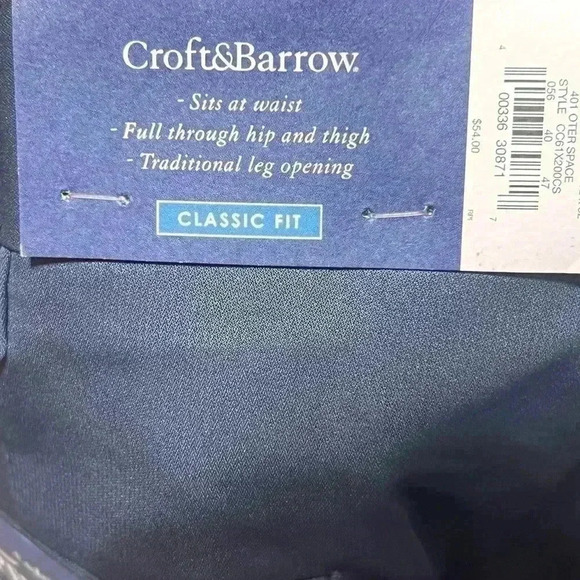 Croft&Barrow®
- Sits at waist
- Full through hip and thigh
- Traditional leg opening
CLASSIC FIT
401 OTER SPACE
STYLE CC61X200CS
056 40 47
4 00336 30871 7
$54.00